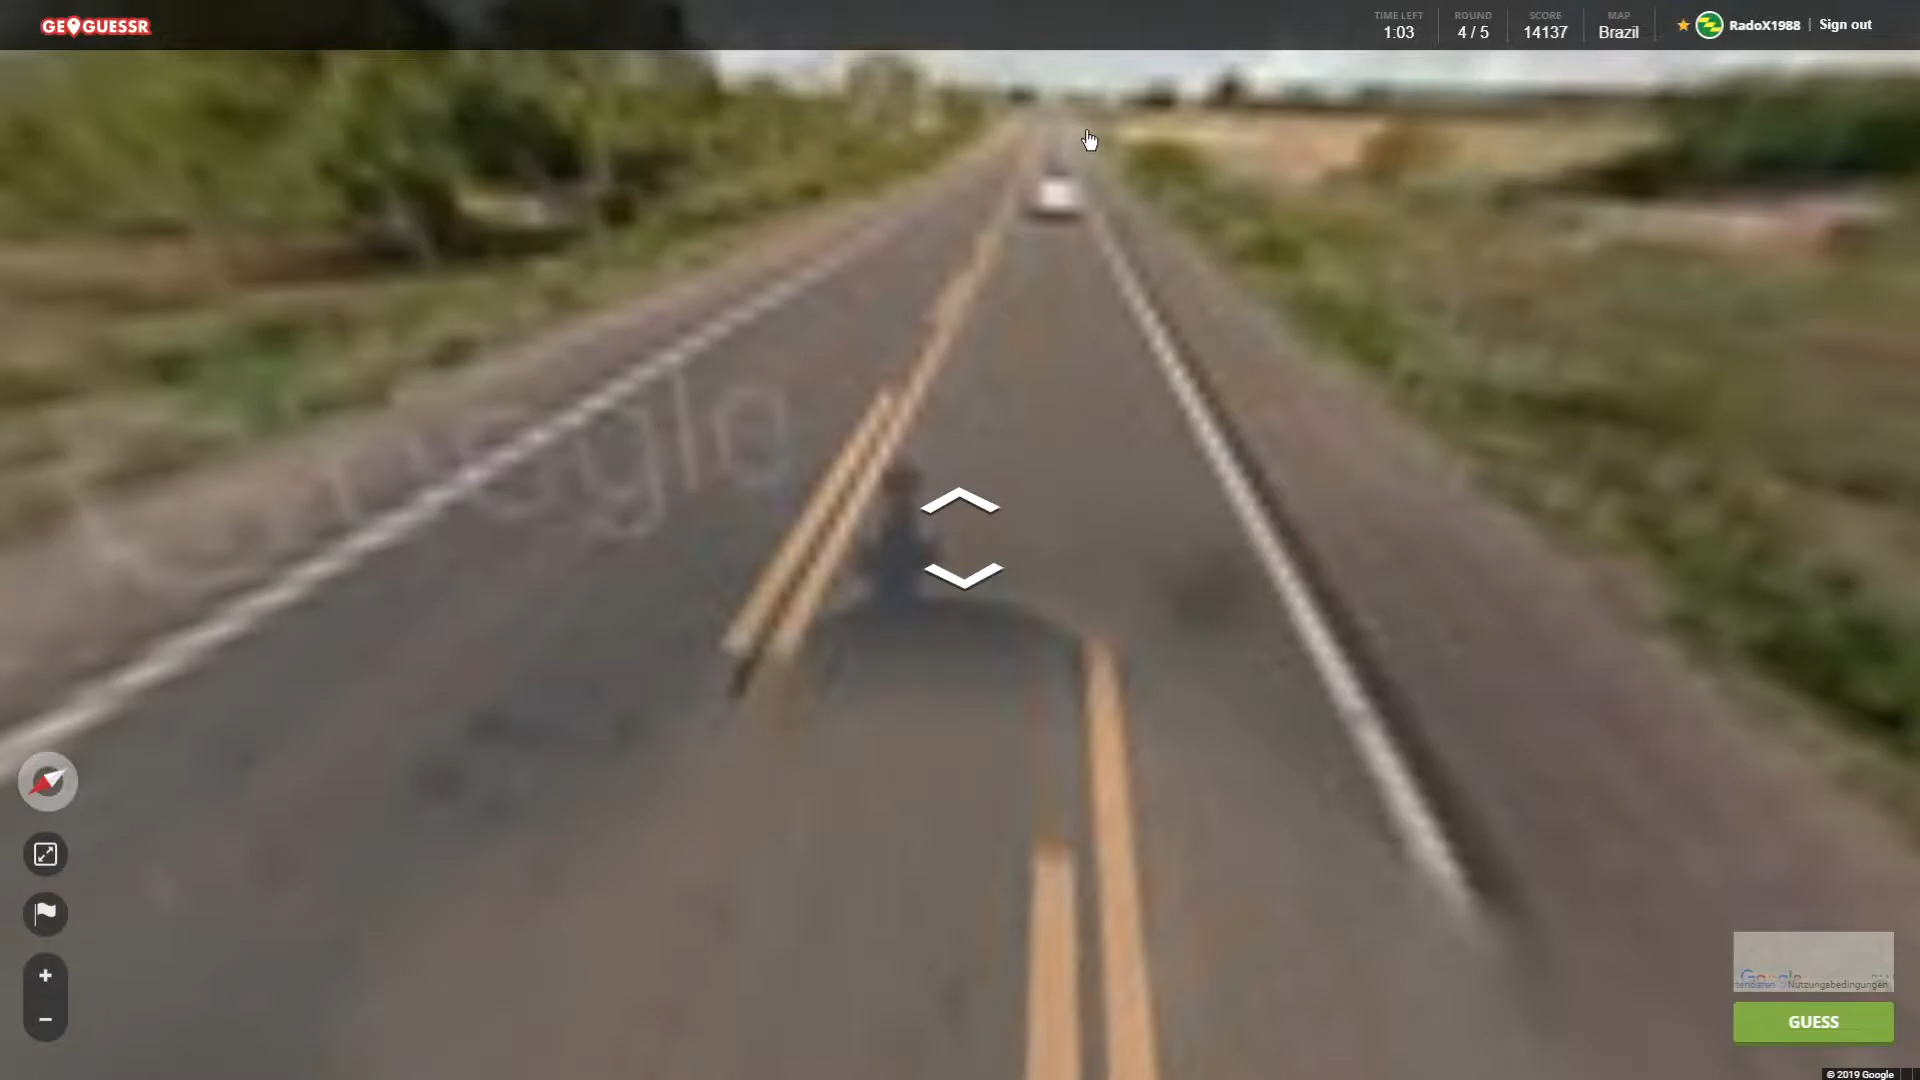 GEOGUESSR
TIME LEFT
1:03
ROUND
4 / 5
SCORE
14137
MAP
Brazil
RadoX1988 | Sign out
Google
Nutzungsbedingungen
GUESS
© 2019 Google